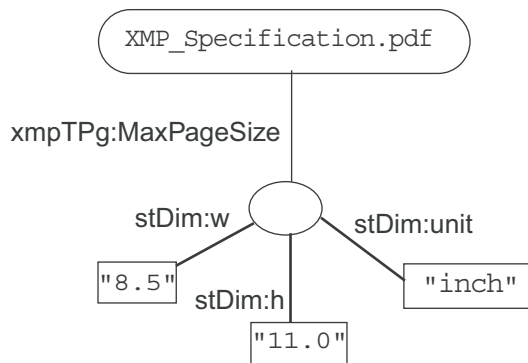 XMP_Specification.pdf
xmpTPg:MaxPageSize
stDim:w
stDim:unit
"8.5"
stDim:h
"inch"
"11.0"